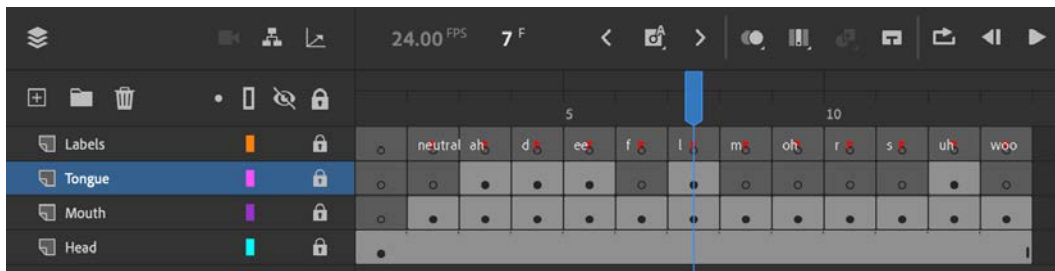 24.00 FPS 7 F
5 10
Labels neutral ah d ee f l m oh r s uh woo
Tongue
Mouth
Head